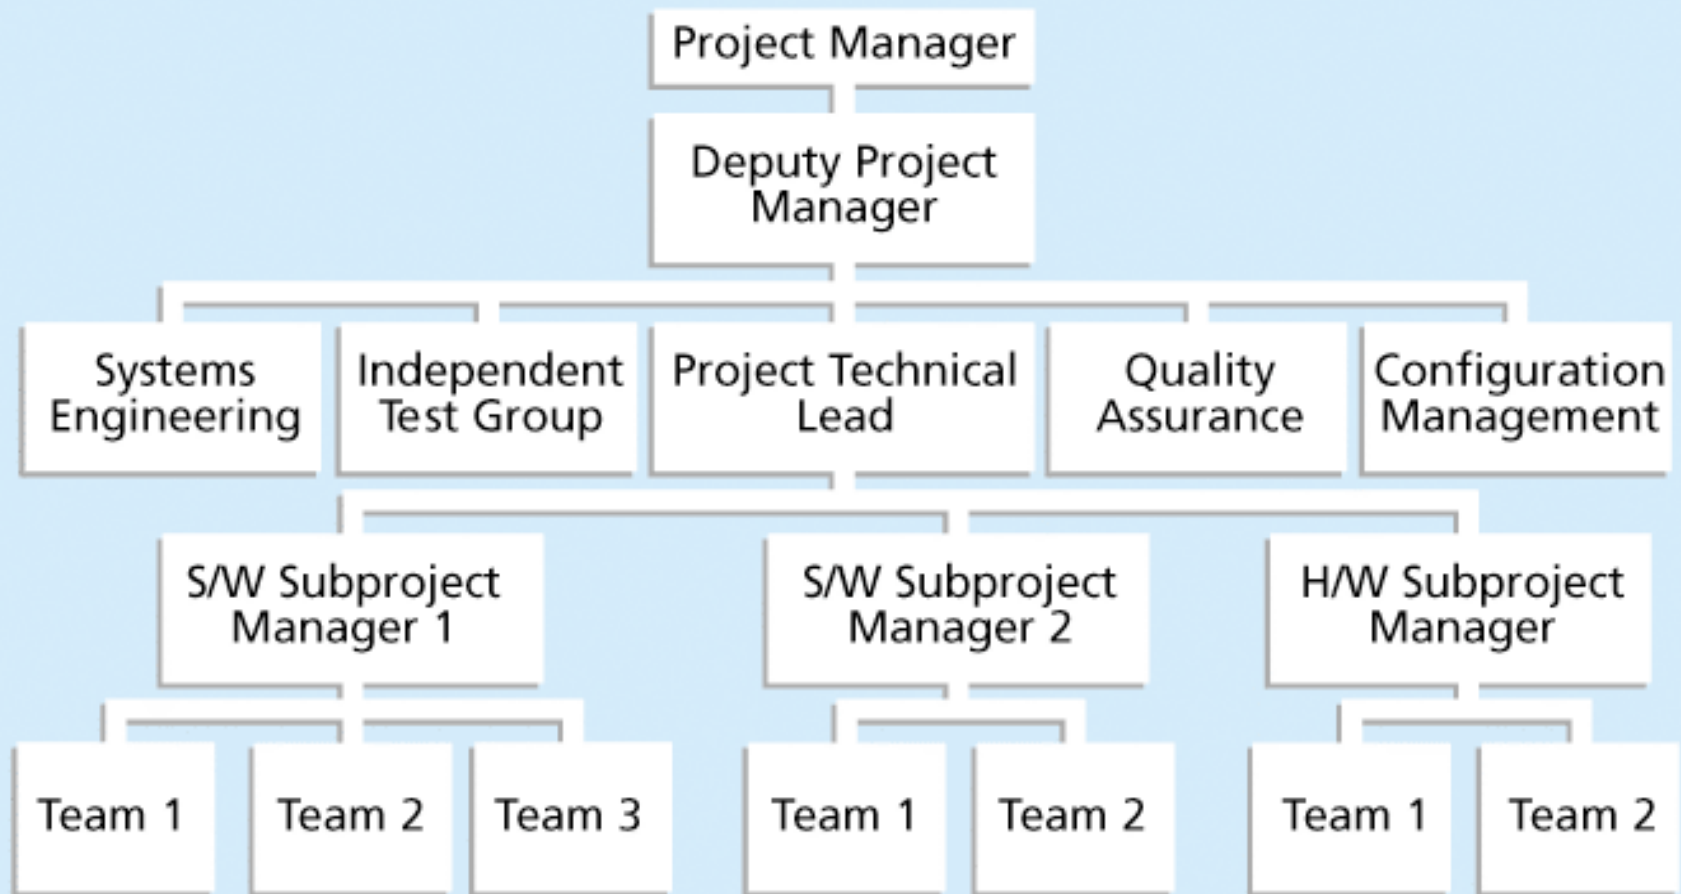 Project Manager
Deputy Project
Manager
Systems
Engineering
Independent
Test Group
Project Technical
Lead
Quality
Assurance
Configuration
Management
S/W Subproject
Manager 1
S/W Subproject
Manager 2
H/W Subproject
Manager
Team 1
Team 2
Team 3
Team 1
Team 2
Team 1
Team 2